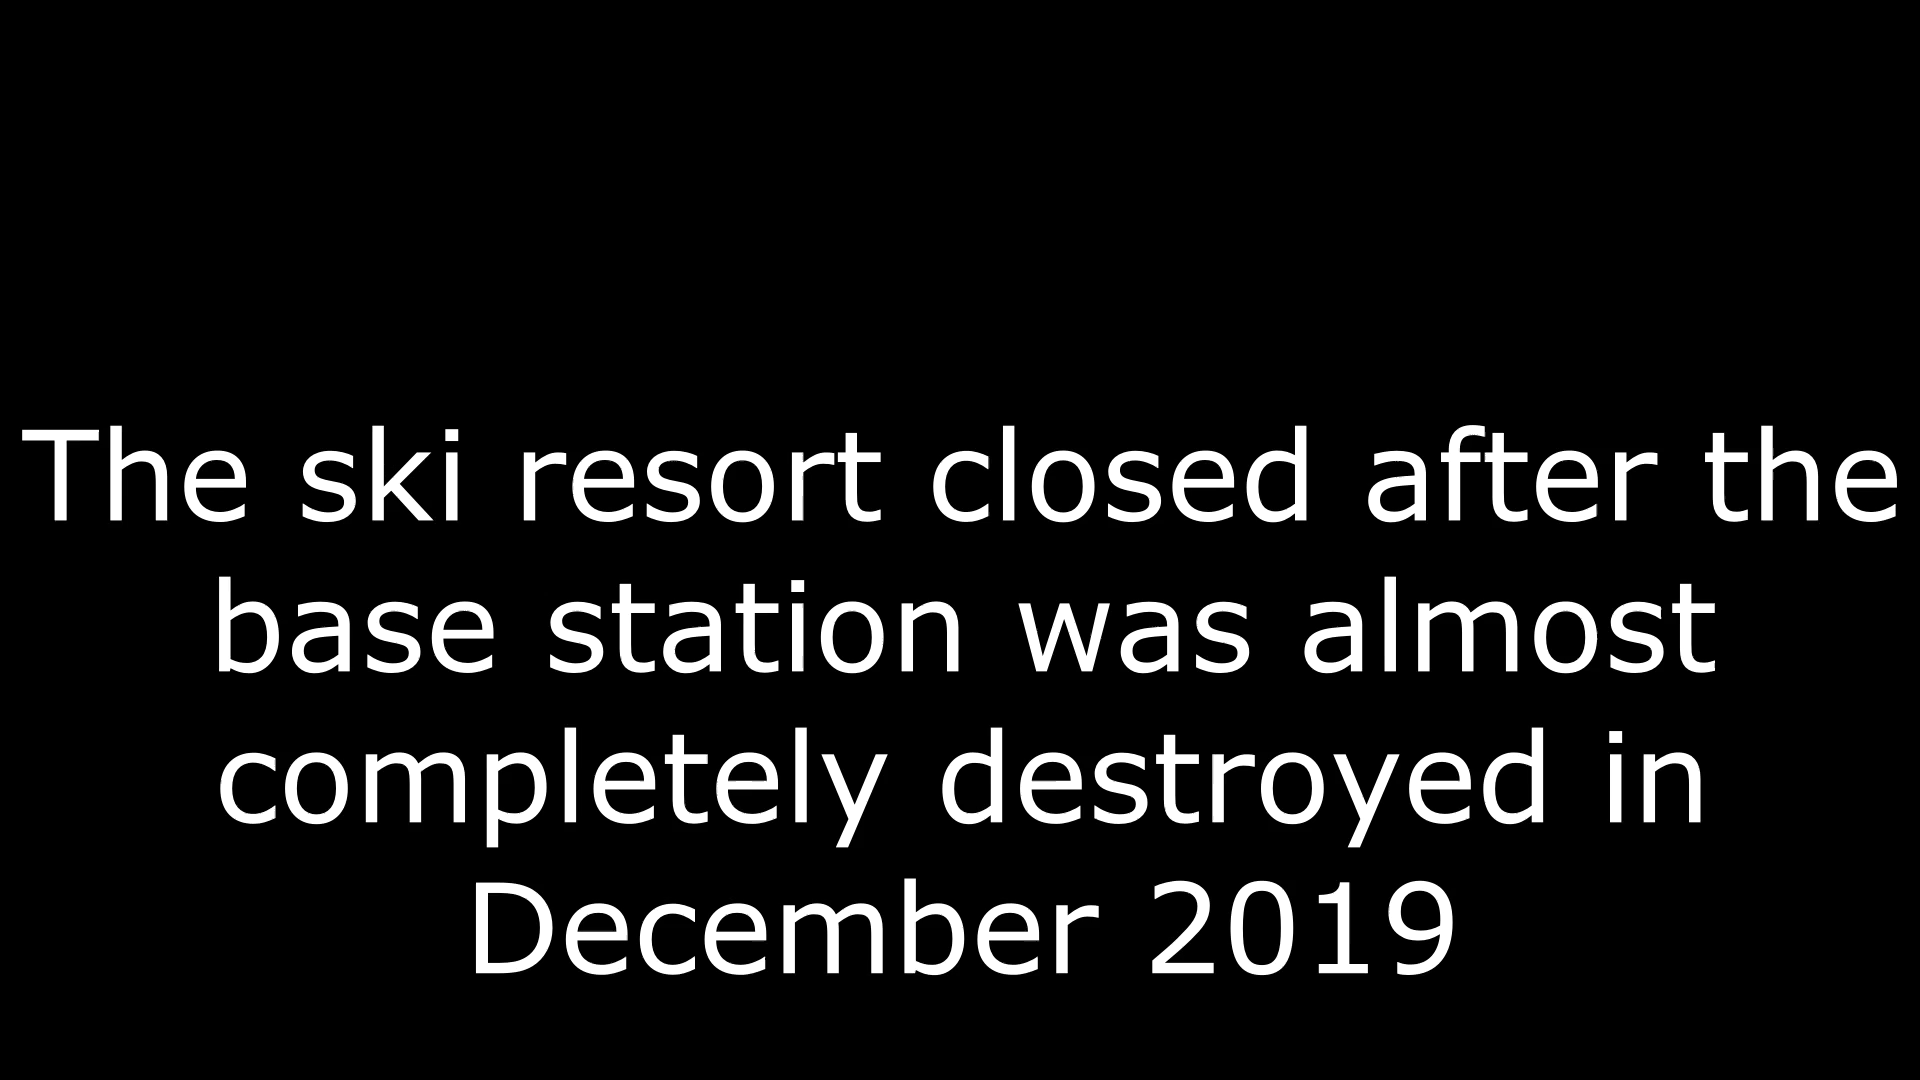 The ski resort closed after the
base station was almost
completely destroyed in
December 2019